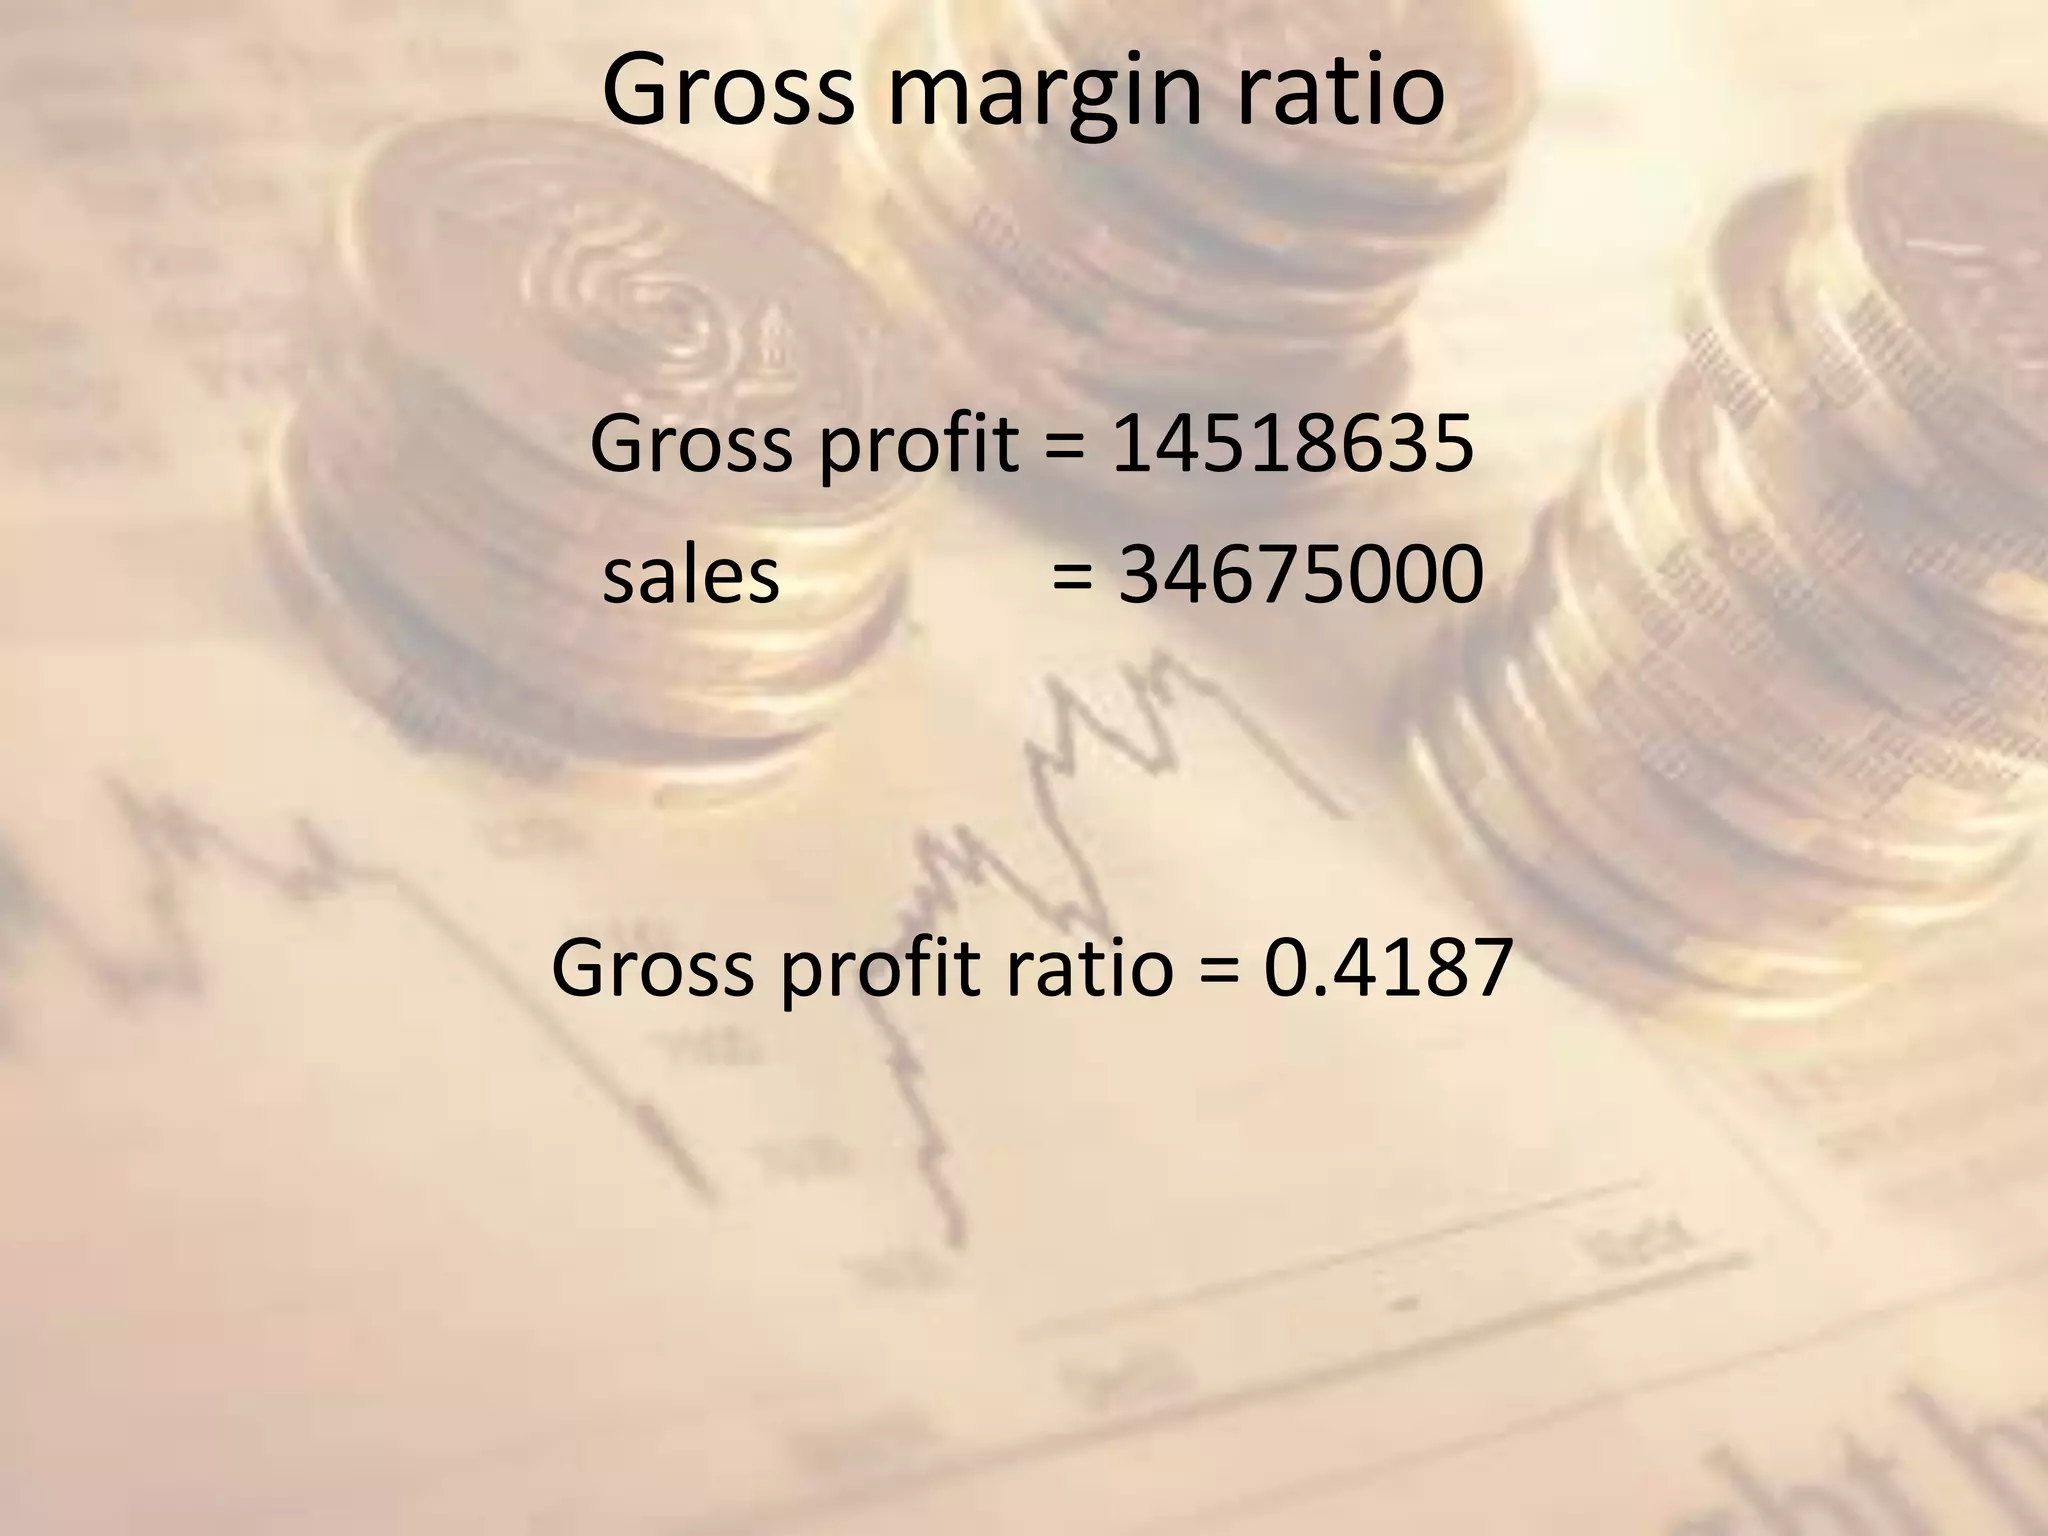 Gross margin ratio
Gross profit = 14518635
sales = 34675000
Gross profit ratio = 0.4187